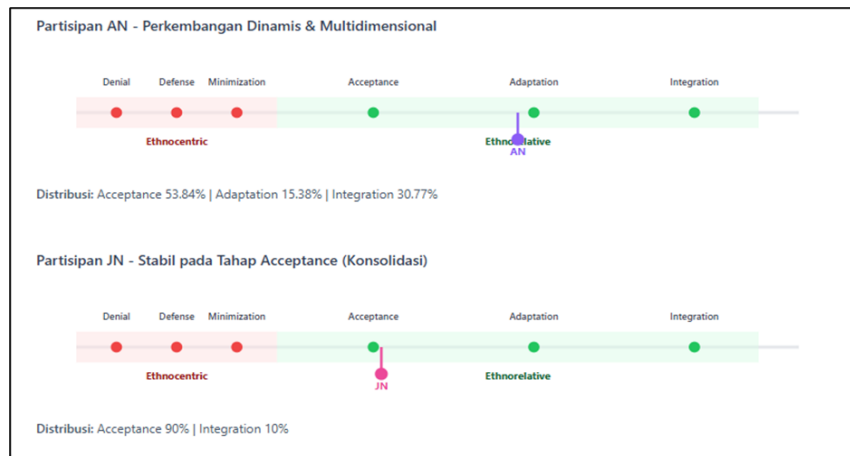 Partisipan AN - Perkembangan Dinamis & Multidimensional
Denial Defense Minimization Acceptance Adaptation Integration
Ethnocentric Ethnorelative
AN
Distribusi: Acceptance 53.84% | Adaptation 15.38% | Integration 30.77%
Partisipan JN - Stabil pada Tahap Acceptance (Konsolidasi)
Denial Defense Minimization Acceptance Adaptation Integration
Ethnocentric Ethnorelative
JN
Distribusi: Acceptance 90% | Integration 10%